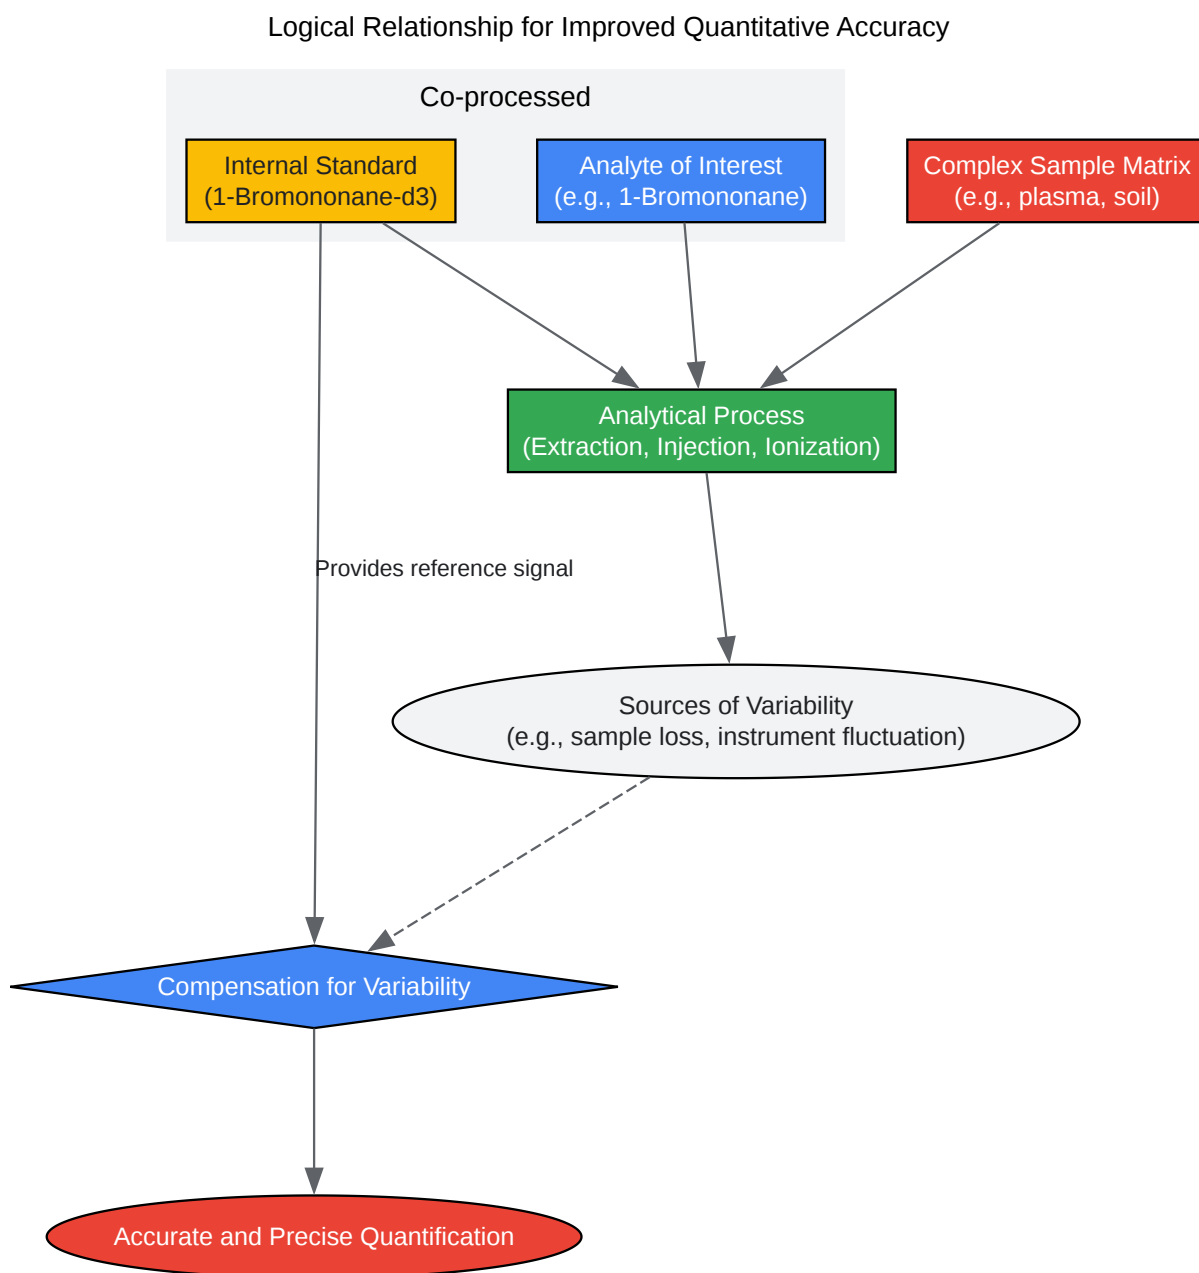 Logical Relationship for Improved Quantitative Accuracy
Co-processed
Internal Standard
(1-Bromononane-d3)
Analyte of Interest
(e.g., 1-Bromononane)
Complex Sample Matrix
(e.g., plasma, soil)
Analytical Process
(Extraction, Injection, Ionization)
Provides reference signal
Sources of Variability
(e.g., sample loss, instrument fluctuation)
Compensation for Variability
Accurate and Precise Quantification